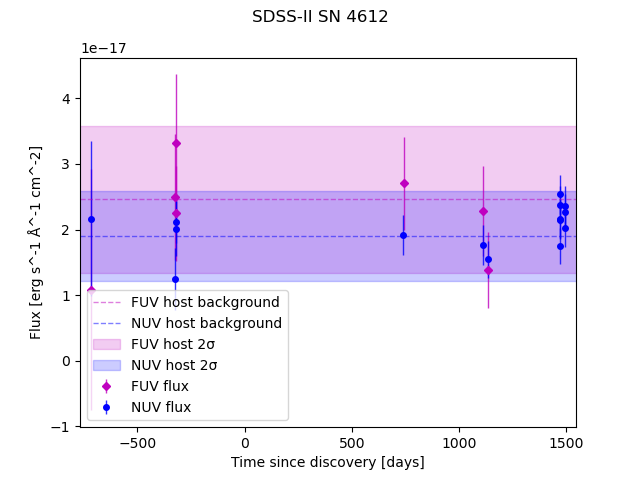 SDSS-II SN 4612
1e−17
Flux [erg s^-1 Å^-1 cm^-2]
4
3
2
1
0
−1
FUV host background
NUV host background
FUV host 2σ
NUV host 2σ
FUV flux
NUV flux
−500
0
500
1000
1500
Time since discovery [days]